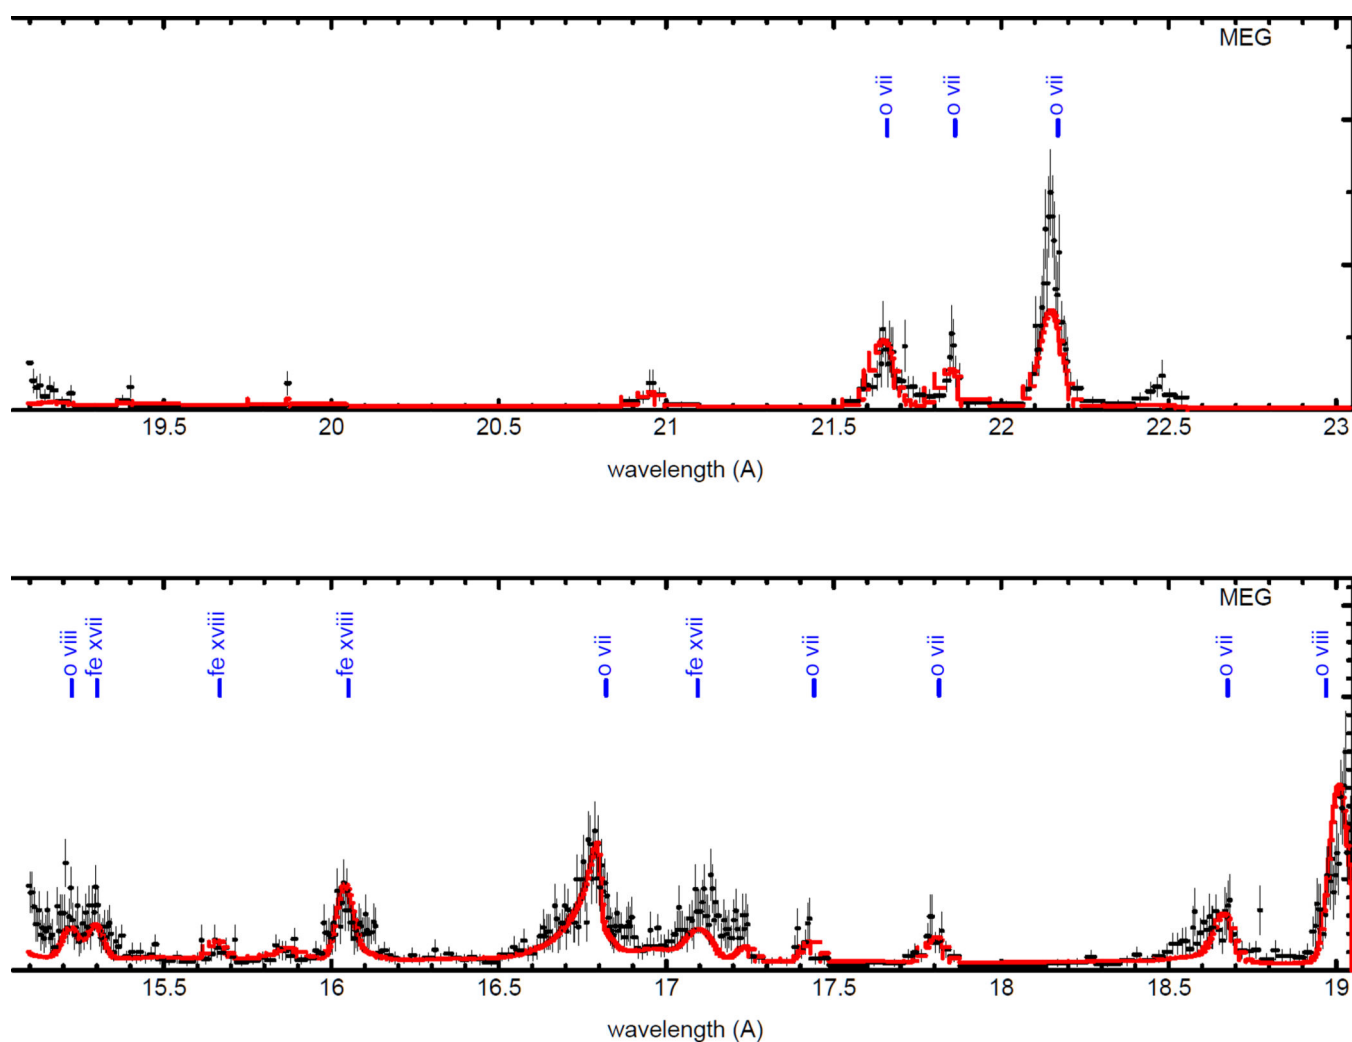 MEG
o vii
o vii
o vii
19.5 20 20.5 21 21.5 22 22.5 23
wavelength (A)
MEG
o viii
fe xvii
fe xviii
fe xviii
o vii
fe xvii
o vii
o vii
o vii
o viii
15.5 16 16.5 17 17.5 18 18.5 19
wavelength (A)